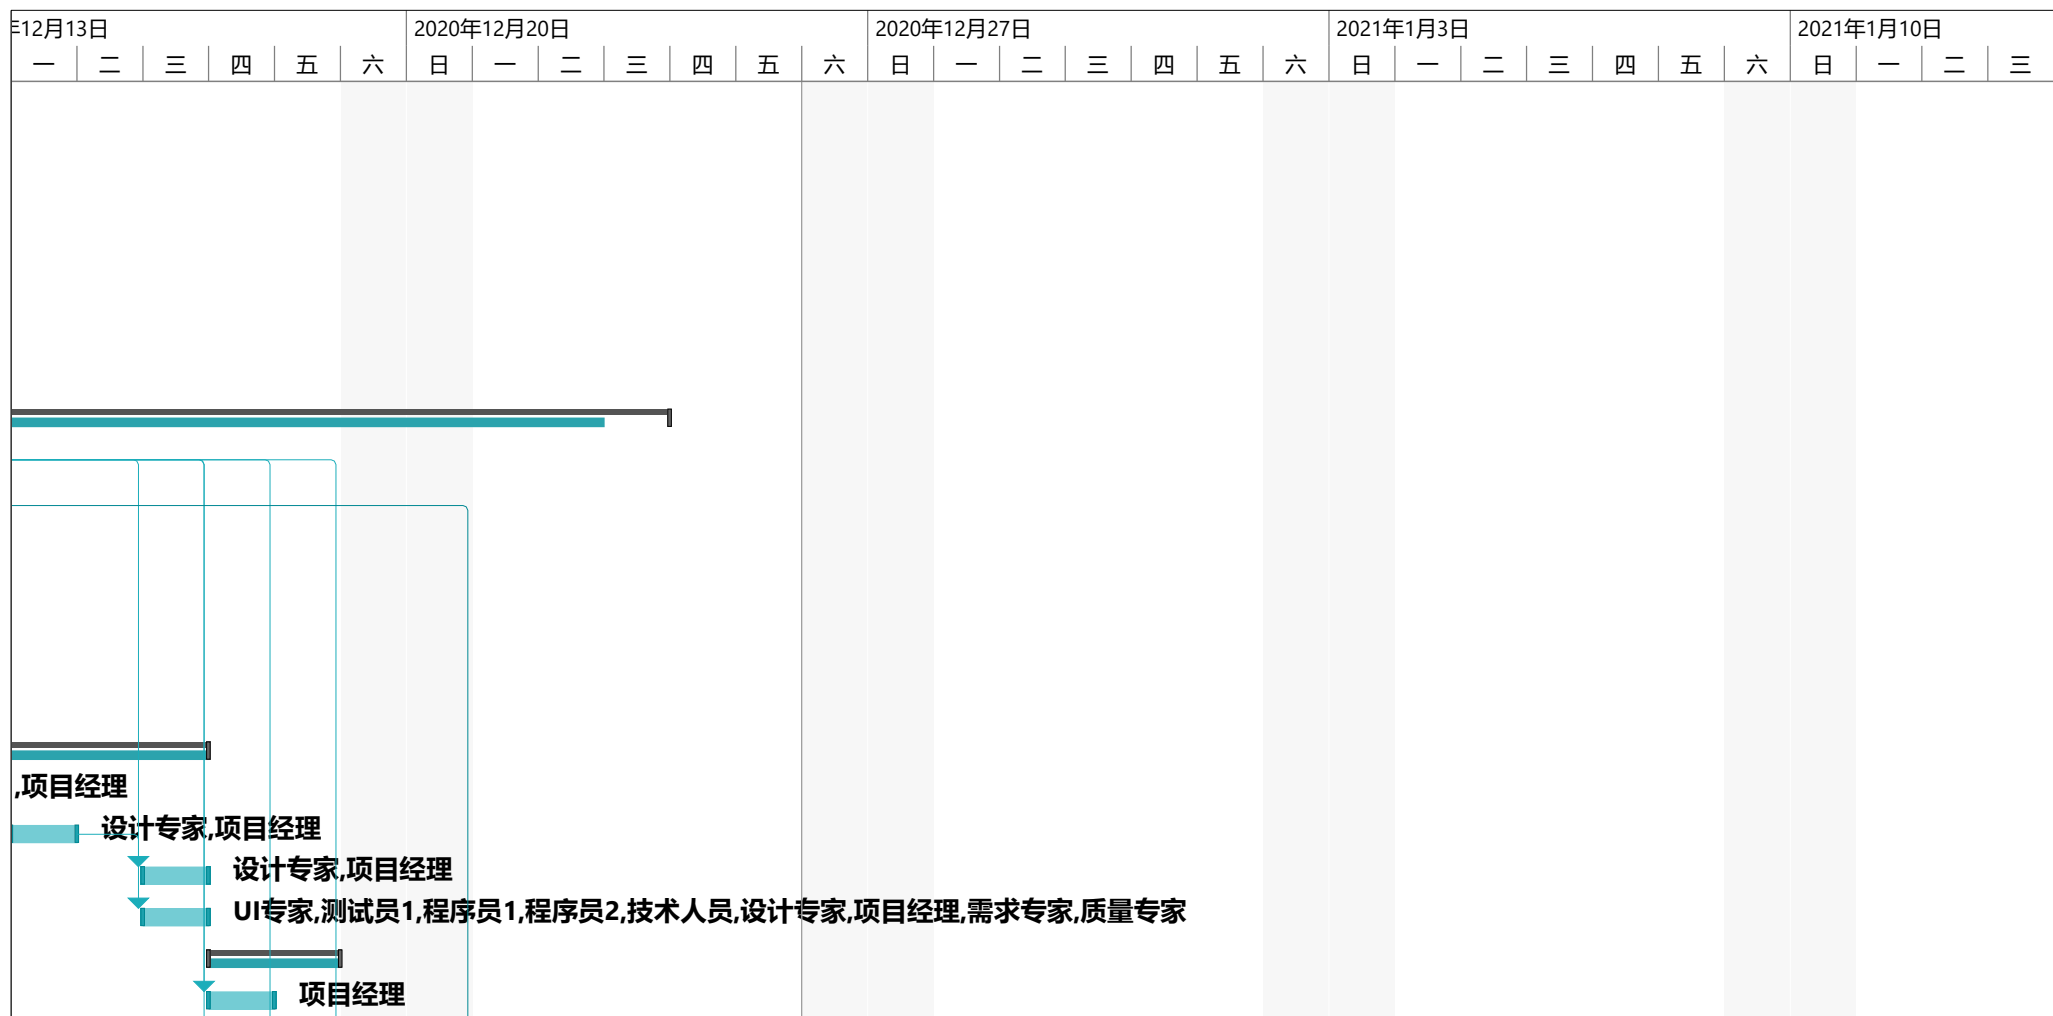 年12月13日 2020年12月20日 2020年12月27日 2021年1月3日 2021年1月10日
一 二 三 四 五 六 日 一 二 三 四 五 六 日 一 二 三 四 五 六 日 一 二 三 四 五 六 日 一 二 三
,项目经理
设计专家,项目经理
设计专家,项目经理
UI专家,测试员1,程序员1,程序员2,技术人员,设计专家,项目经理,需求专家,质量专家
项目经理